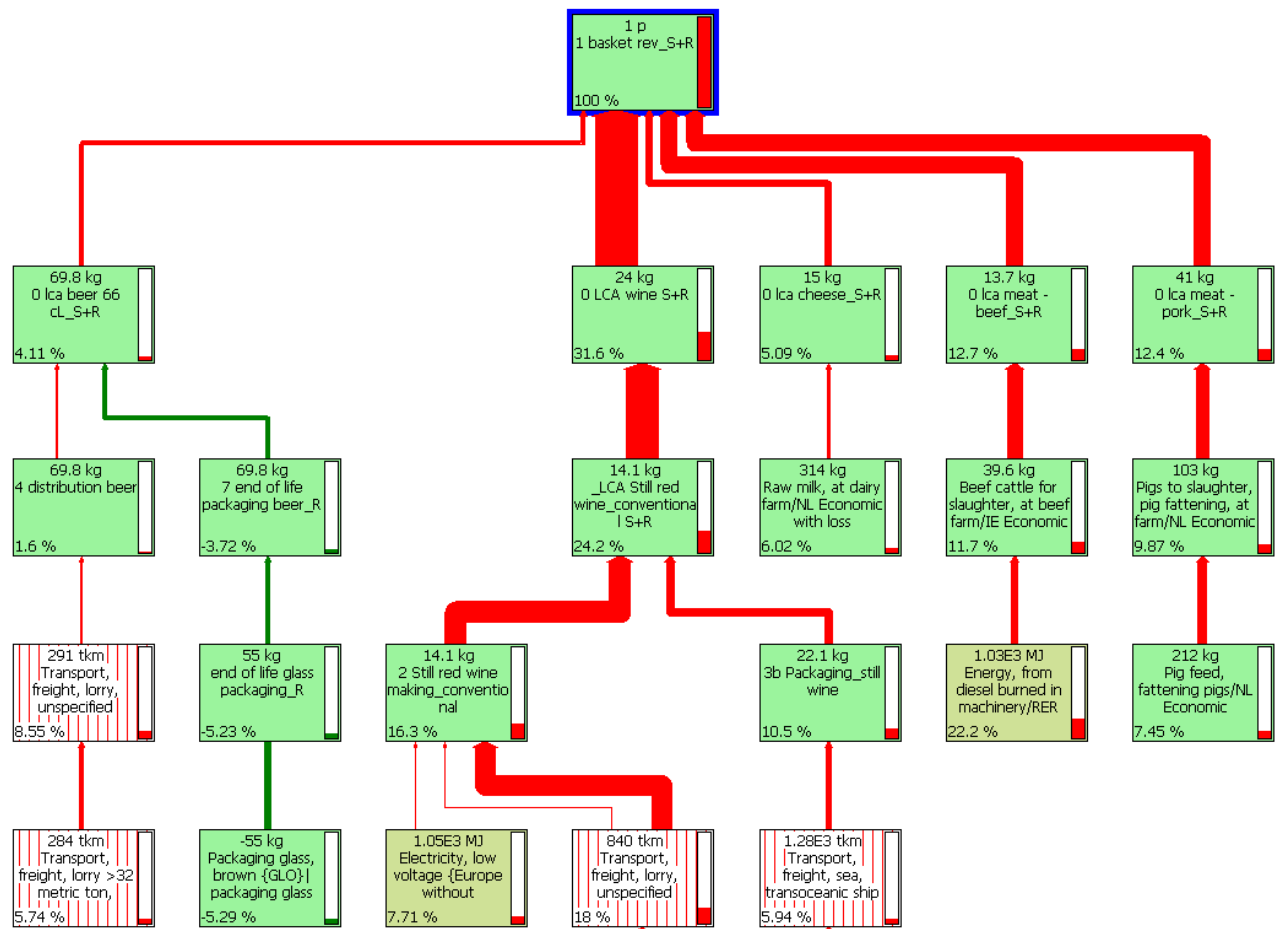 1 p
1 basket rev_S+R
100 %
69.8 kg
0 lca beer 66
cL_S+R
4.11 %
24 kg
0 LCA wine S+R
31.6 %
15 kg
0 lca cheese_S+R
5.09 %
13.7 kg
0 lca meat -
beef_S+R
12.7 %
41 kg
0 lca meat -
pork_S+R
12.4 %
69.8 kg
4 distribution beer
1.6 %
69.8 kg
7 end of life
packaging beer_R
-3.72 %
14.1 kg
_LCA Still red
wine_conventiona
l S+R
24.2 %
314 kg
Raw milk, at dairy
farm/NL Economic
with loss
6.02 %
39.6 kg
Beef cattle for
slaughter, at beef
farm/IE Economic
11.7 %
103 kg
Pigs to slaughter,
pig fattening, at
farm/NL Economic
9.87 %
291 tkm
Transport,
freight, lorry,
unspecified
8.55 %
55 kg
end of life glass
packaging_R
-5.23 %
14.1 kg
2 Still red wine
making_conventio
nal
16.3 %
22.1 kg
3b Packaging_still
wine
10.5 %
1.03E3 MJ
Energy, from
diesel burned in
machinery/RER
22.2 %
212 kg
Pig feed,
fattening pigs/NL
Economic
7.45 %
284 tkm
Transport,
freight, lorry >32
metric ton,
5.74 %
-55 kg
Packaging glass,
brown {GLO}|
packaging glass
-5.29 %
1.05E3 MJ
Electricity, low
voltage {Europe
without
7.71 %
840 tkm
Transport,
freight, lorry,
unspecified
18 %
1.28E3 tkm
Transport,
freight, sea,
transoceanic ship
5.94 %